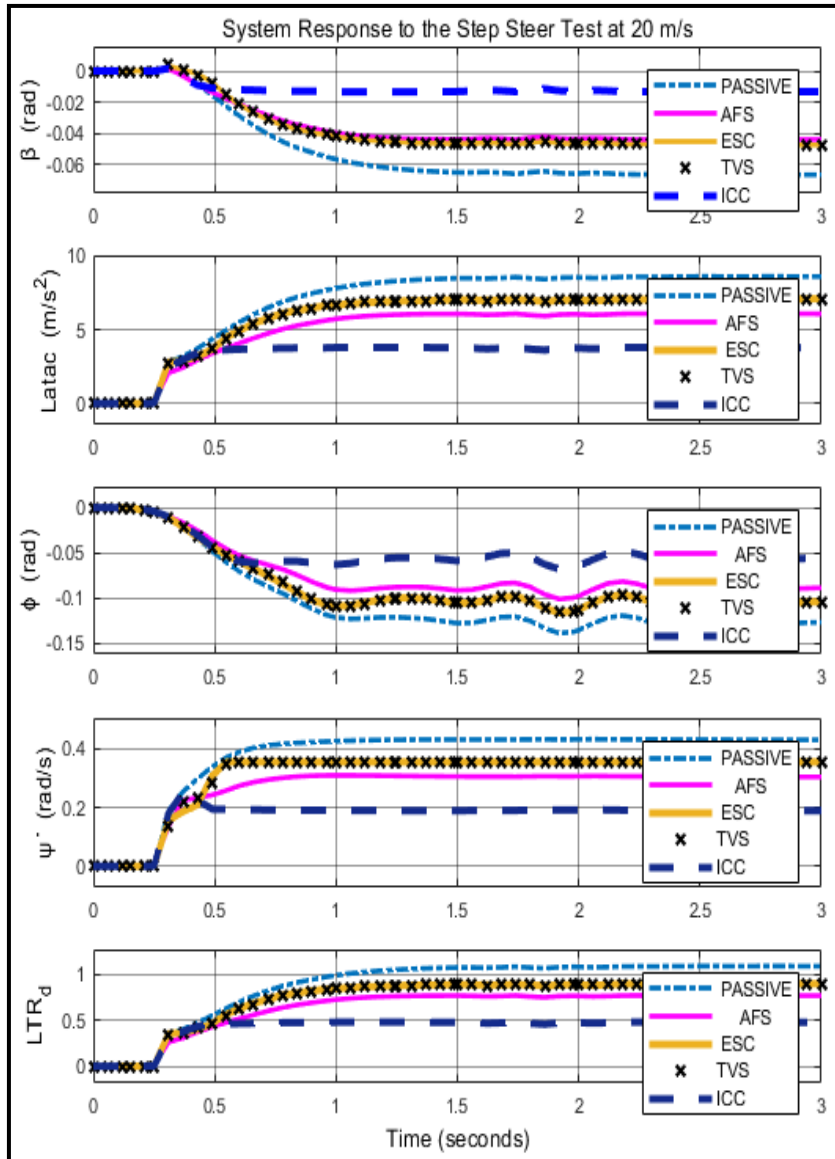 System Response to the Step Steer Test at 20 m/s
β (rad)
0
-0.02
-0.04
-0.06
PASSIVE
AFS
ESC
TVS
ICC
0 0.5 1 1.5 2 2.5 3
Latac (m/s²)
10
5
0
PASSIVE
AFS
ESC
TVS
ICC
0 0.5 1 1.5 2 2.5 3
Φ (rad)
0
-0.05
-0.1
-0.15
PASSIVE
AFS
ESC
TVS
ICC
0 0.5 1 1.5 2 2.5 3
ψ˙ (rad/s)
0.4
0.2
0
PASSIVE
AFS
ESC
TVS
ICC
0 0.5 1 1.5 2 2.5 3
LTR_d
1
0.5
0
PASSIVE
AFS
ESC
TVS
ICC
0 0.5 1 1.5 2 2.5 3
Time (seconds)